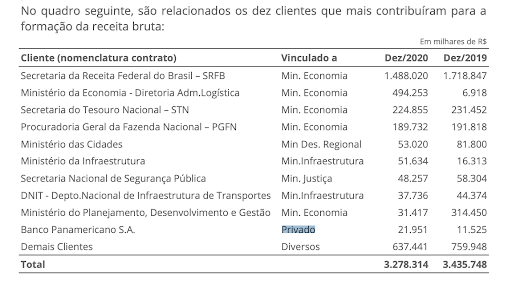 No quadro seguinte, são relacionados os dez clientes que mais contribuíram para a
formação da receita bruta:
Em milhares de R$
Cliente (nomenclatura contrato) Vinculado a Dez/2020 Dez/2019
Secretaria da Receita Federal do Brasil – SRFB Min. Economia 1.488.020 1.718.847
Ministério da Economia - Diretoria Adm.Logística Min. Economia 494.253 6.918
Secretaria do Tesouro Nacional – STN Min. Economia 224.855 231.452
Procuradoria Geral da Fazenda Nacional – PGFN Min. Economia 189.732 191.818
Ministério das Cidades Min Des. Regional 53.020 81.800
Ministério da Infraestrutura Min.Infraestrutura 51.634 16.313
Secretaria Nacional de Segurança Pública Min. Justiça 48.257 58.304
DNIT - Depto.Nacional de Infraestrutura de Transportes Min.Infraestrutura 37.736 44.374
Ministério do Planejamento, Desenvolvimento e Gestão Min. Economia 31.417 314.450
Banco Panamericano S.A. Privado 21.951 11.525
Demais Clientes Diversos 637.441 759.948
Total 3.278.314 3.435.748